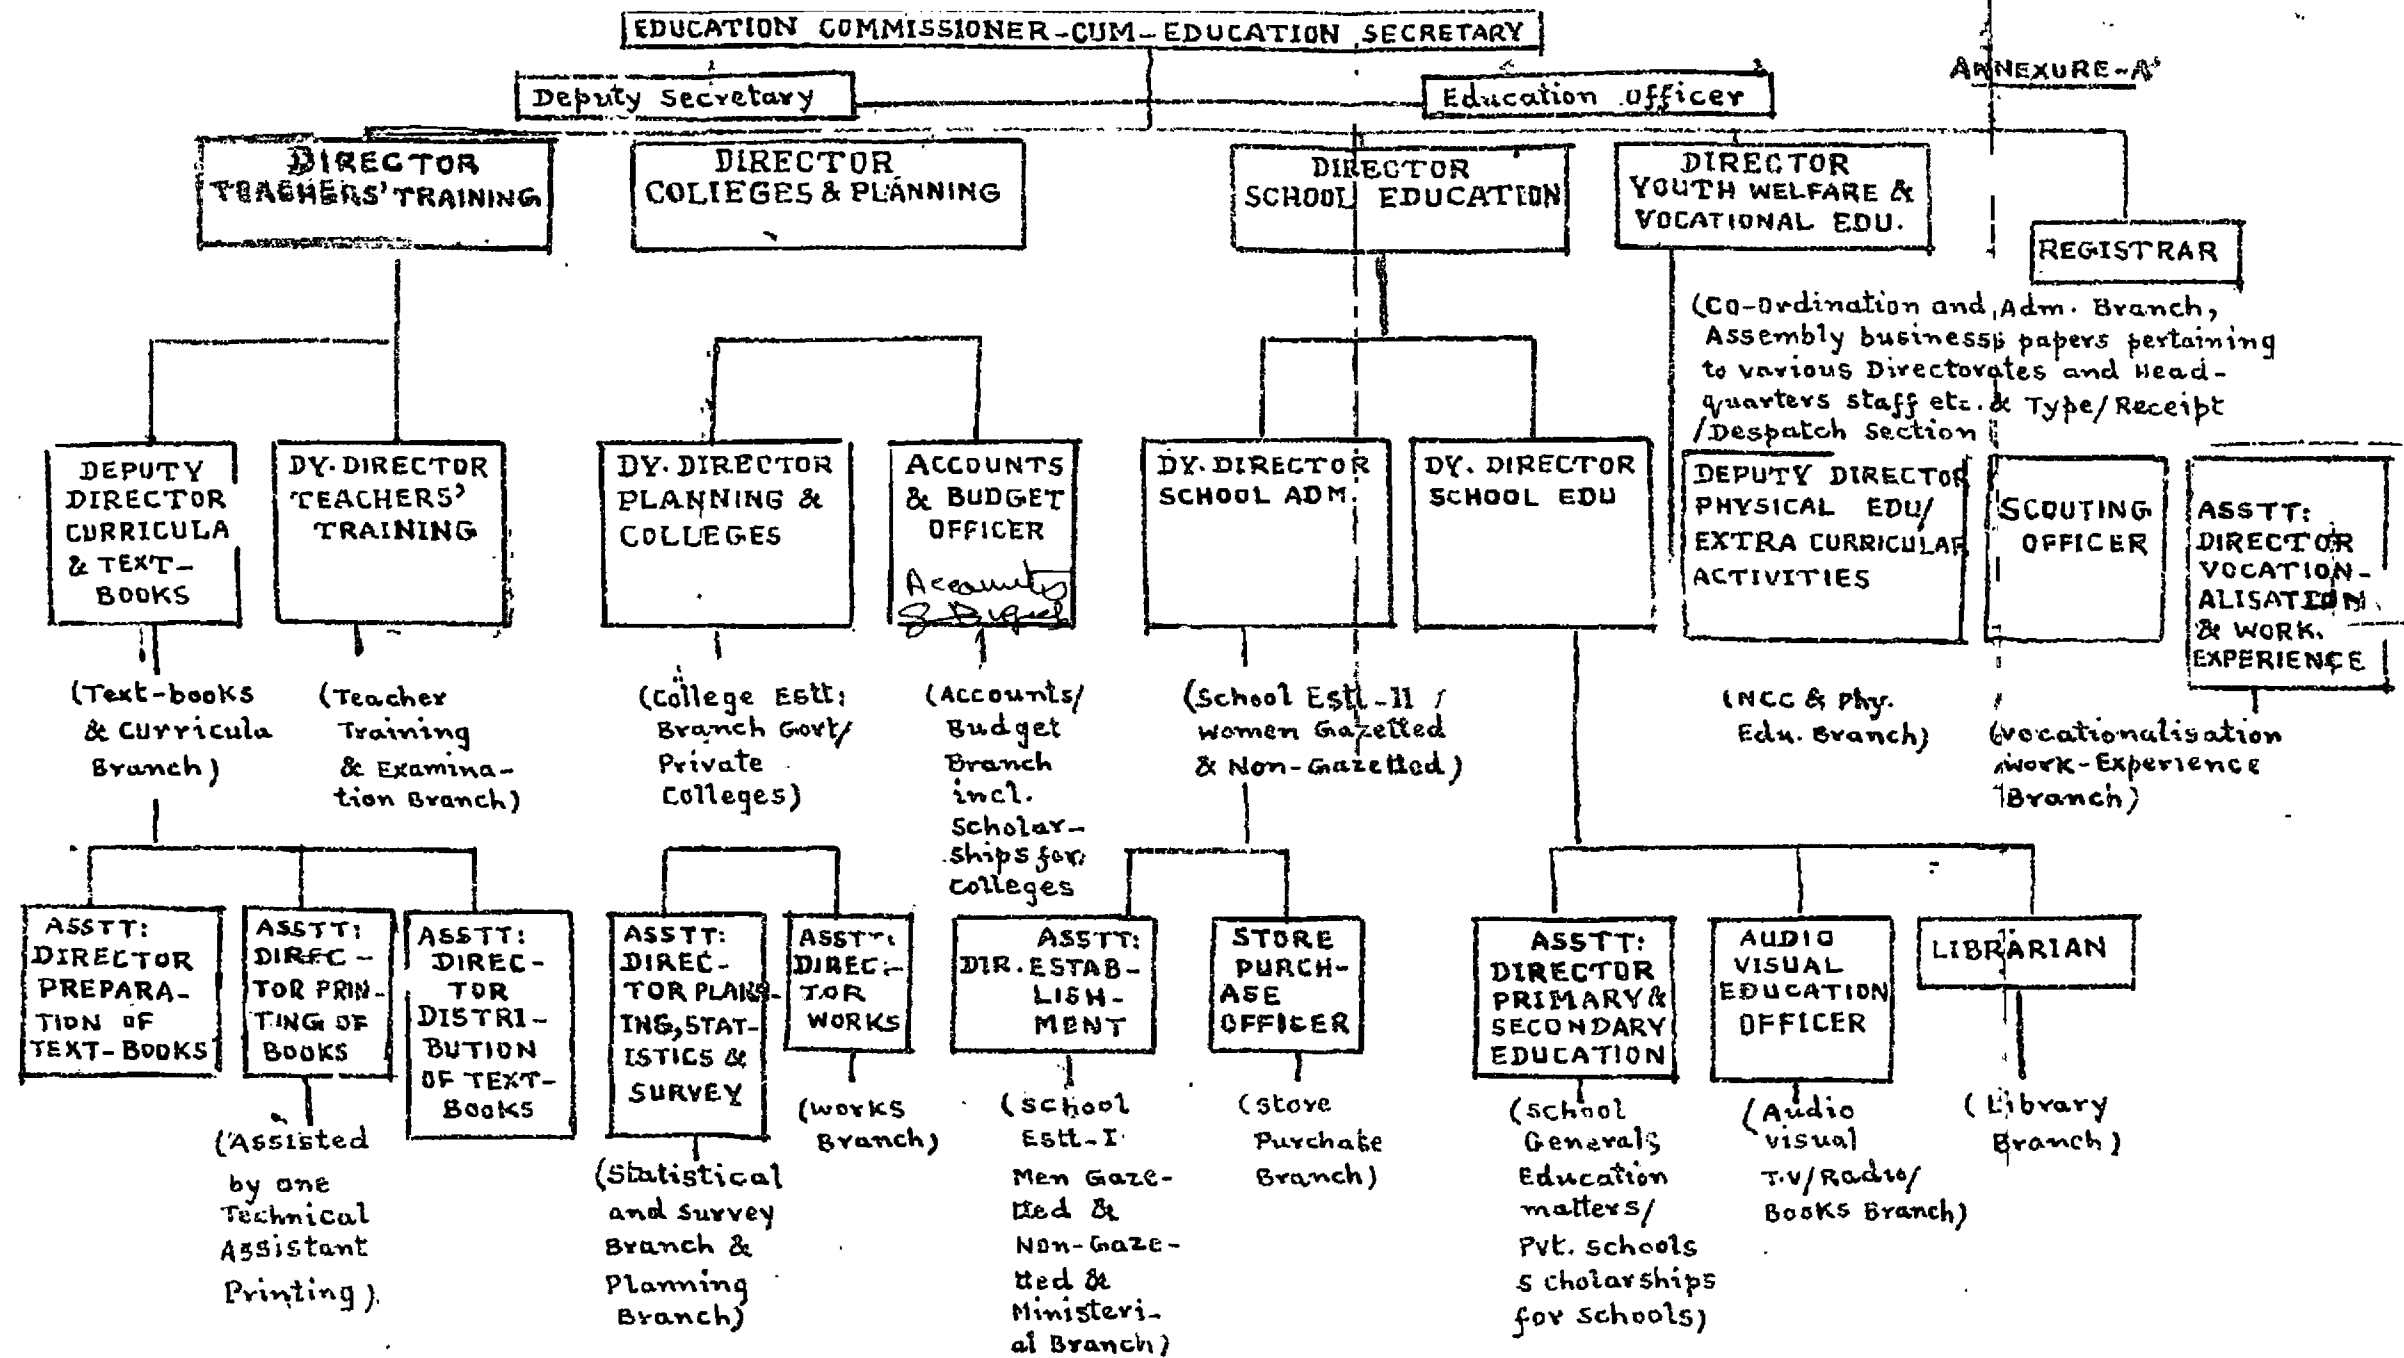 EDUCATION COMMISSIONER-CUM-EDUCATION SECRETARY
ANNEXURE-A
Deputy Secretary
Education Officer
DIRECTOR
TEACHERS' TRAINING
DIRECTOR
COLLEGES & PLANNING
DIRECTOR
SCHOOL EDUCATION
DIRECTOR
YOUTH WELFARE &
VOCATIONAL EDU.
REGISTRAR
(Co-Ordination and Adm. Branch,
Assembly business papers pertaining
to various Directorates and Head-
quarters staff etc. & Type/Receipt
/Despatch Section
DEPUTY
DIRECTOR
CURRICULA
& TEXT-
BOOKS
DY. DIRECTOR
TEACHERS'
TRAINING
DY. DIRECTOR
PLANNING &
COLLEGES
ACCOUNTS
& BUDGET
OFFICER
Accounts
DY. DIRECTOR
SCHOOL ADM.
DY. DIRECTOR
SCHOOL EDU
DEPUTY DIRECTOR
PHYSICAL EDU/
EXTRA CURRICULAR
ACTIVITIES
SCOUTING
OFFICER
ASSTT:
DIRECTOR
VOCATION-
ALISATION
& WORK.
EXPERIENCE
(Text-books
& Curricula
Branch)
(Teacher
Training
& Examina-
tion Branch)
(College Estt:
Branch Govt/
Private
Colleges)
(Accounts/
Budget
Branch
incl.
Scholar-
ships for
Colleges
(School Estt-II /
Women Gazetted
& Non-Gazetted)
(NCC & Phy.
Edu. Branch)
(Vocationalisation
Work-Experience
Branch)
ASSTT:
DIRECTOR
PREPARA-
TION OF
TEXT-BOOKS
ASSTT:
DIREC-
TOR PRIN-
TING OF
BOOKS
ASSTT:
DIREC-
TOR
DISTRI-
BUTION
OF TEXT-
BOOKS
ASSTT:
DIREC-
TOR PLANN-
ING, STAT-
ISTICS &
SURVEY
ASSTT:
DIREC-
TOR
WORKS
ASSTT:
DIR. ESTAB-
LISH-
MENT
STORE
PURCH-
ASE
OFFICER
ASSTT:
DIRECTOR
PRIMARY &
SECONDARY
EDUCATION
AUDIO
VISUAL
EDUCATION
OFFICER
LIBRARIAN
(Assisted
by one
Technical
Assistant
Printing)
(Statistical
and Survey
Branch &
Planning
Branch)
(Works
Branch)
(School
Estt-I
Men Gaze-
tted &
Non-Gaze-
tted &
Ministeri-
al Branch)
(Store
Purchase
Branch)
(School
General,
Education
matters/
Pvt. Schools
Scholarships
for Schools)
(Audio
visual
T.V/Radio/
Books Branch)
(Library
Branch)